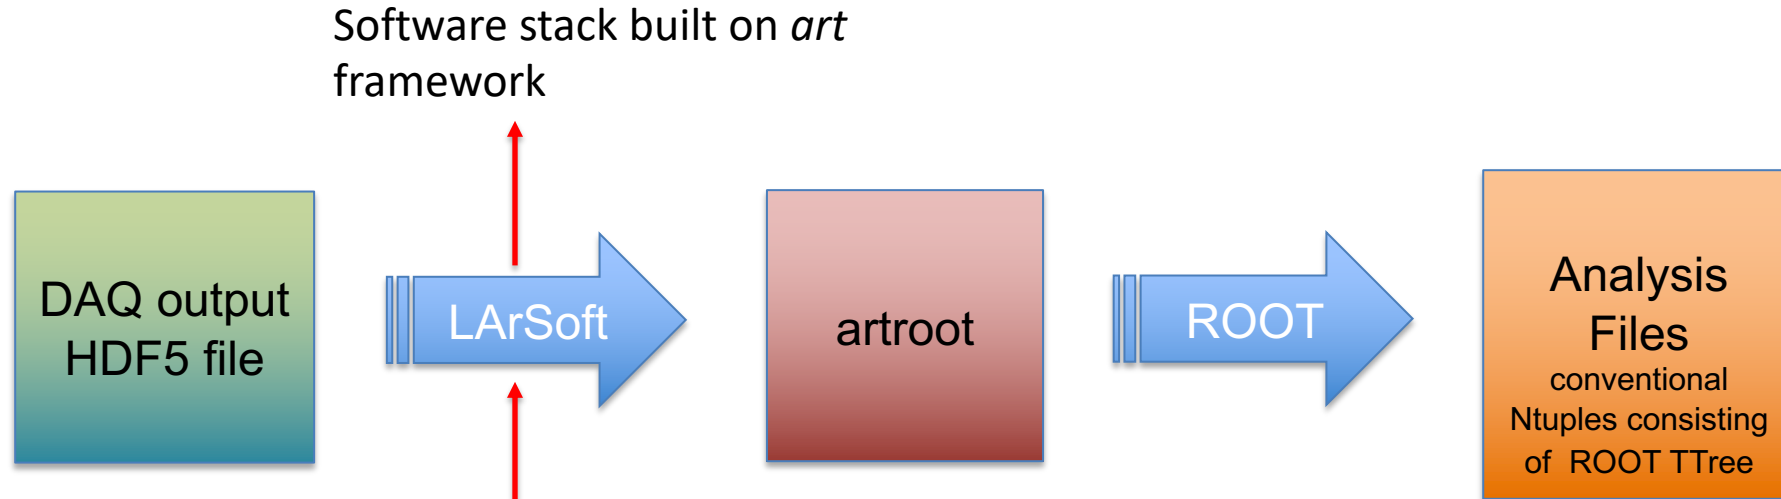 Software stack built on art
framework
DAQ output
HDF5 file
LArSoft
artroot
ROOT
Analysis
Files
conventional
Ntuples consisting
of ROOT TTree